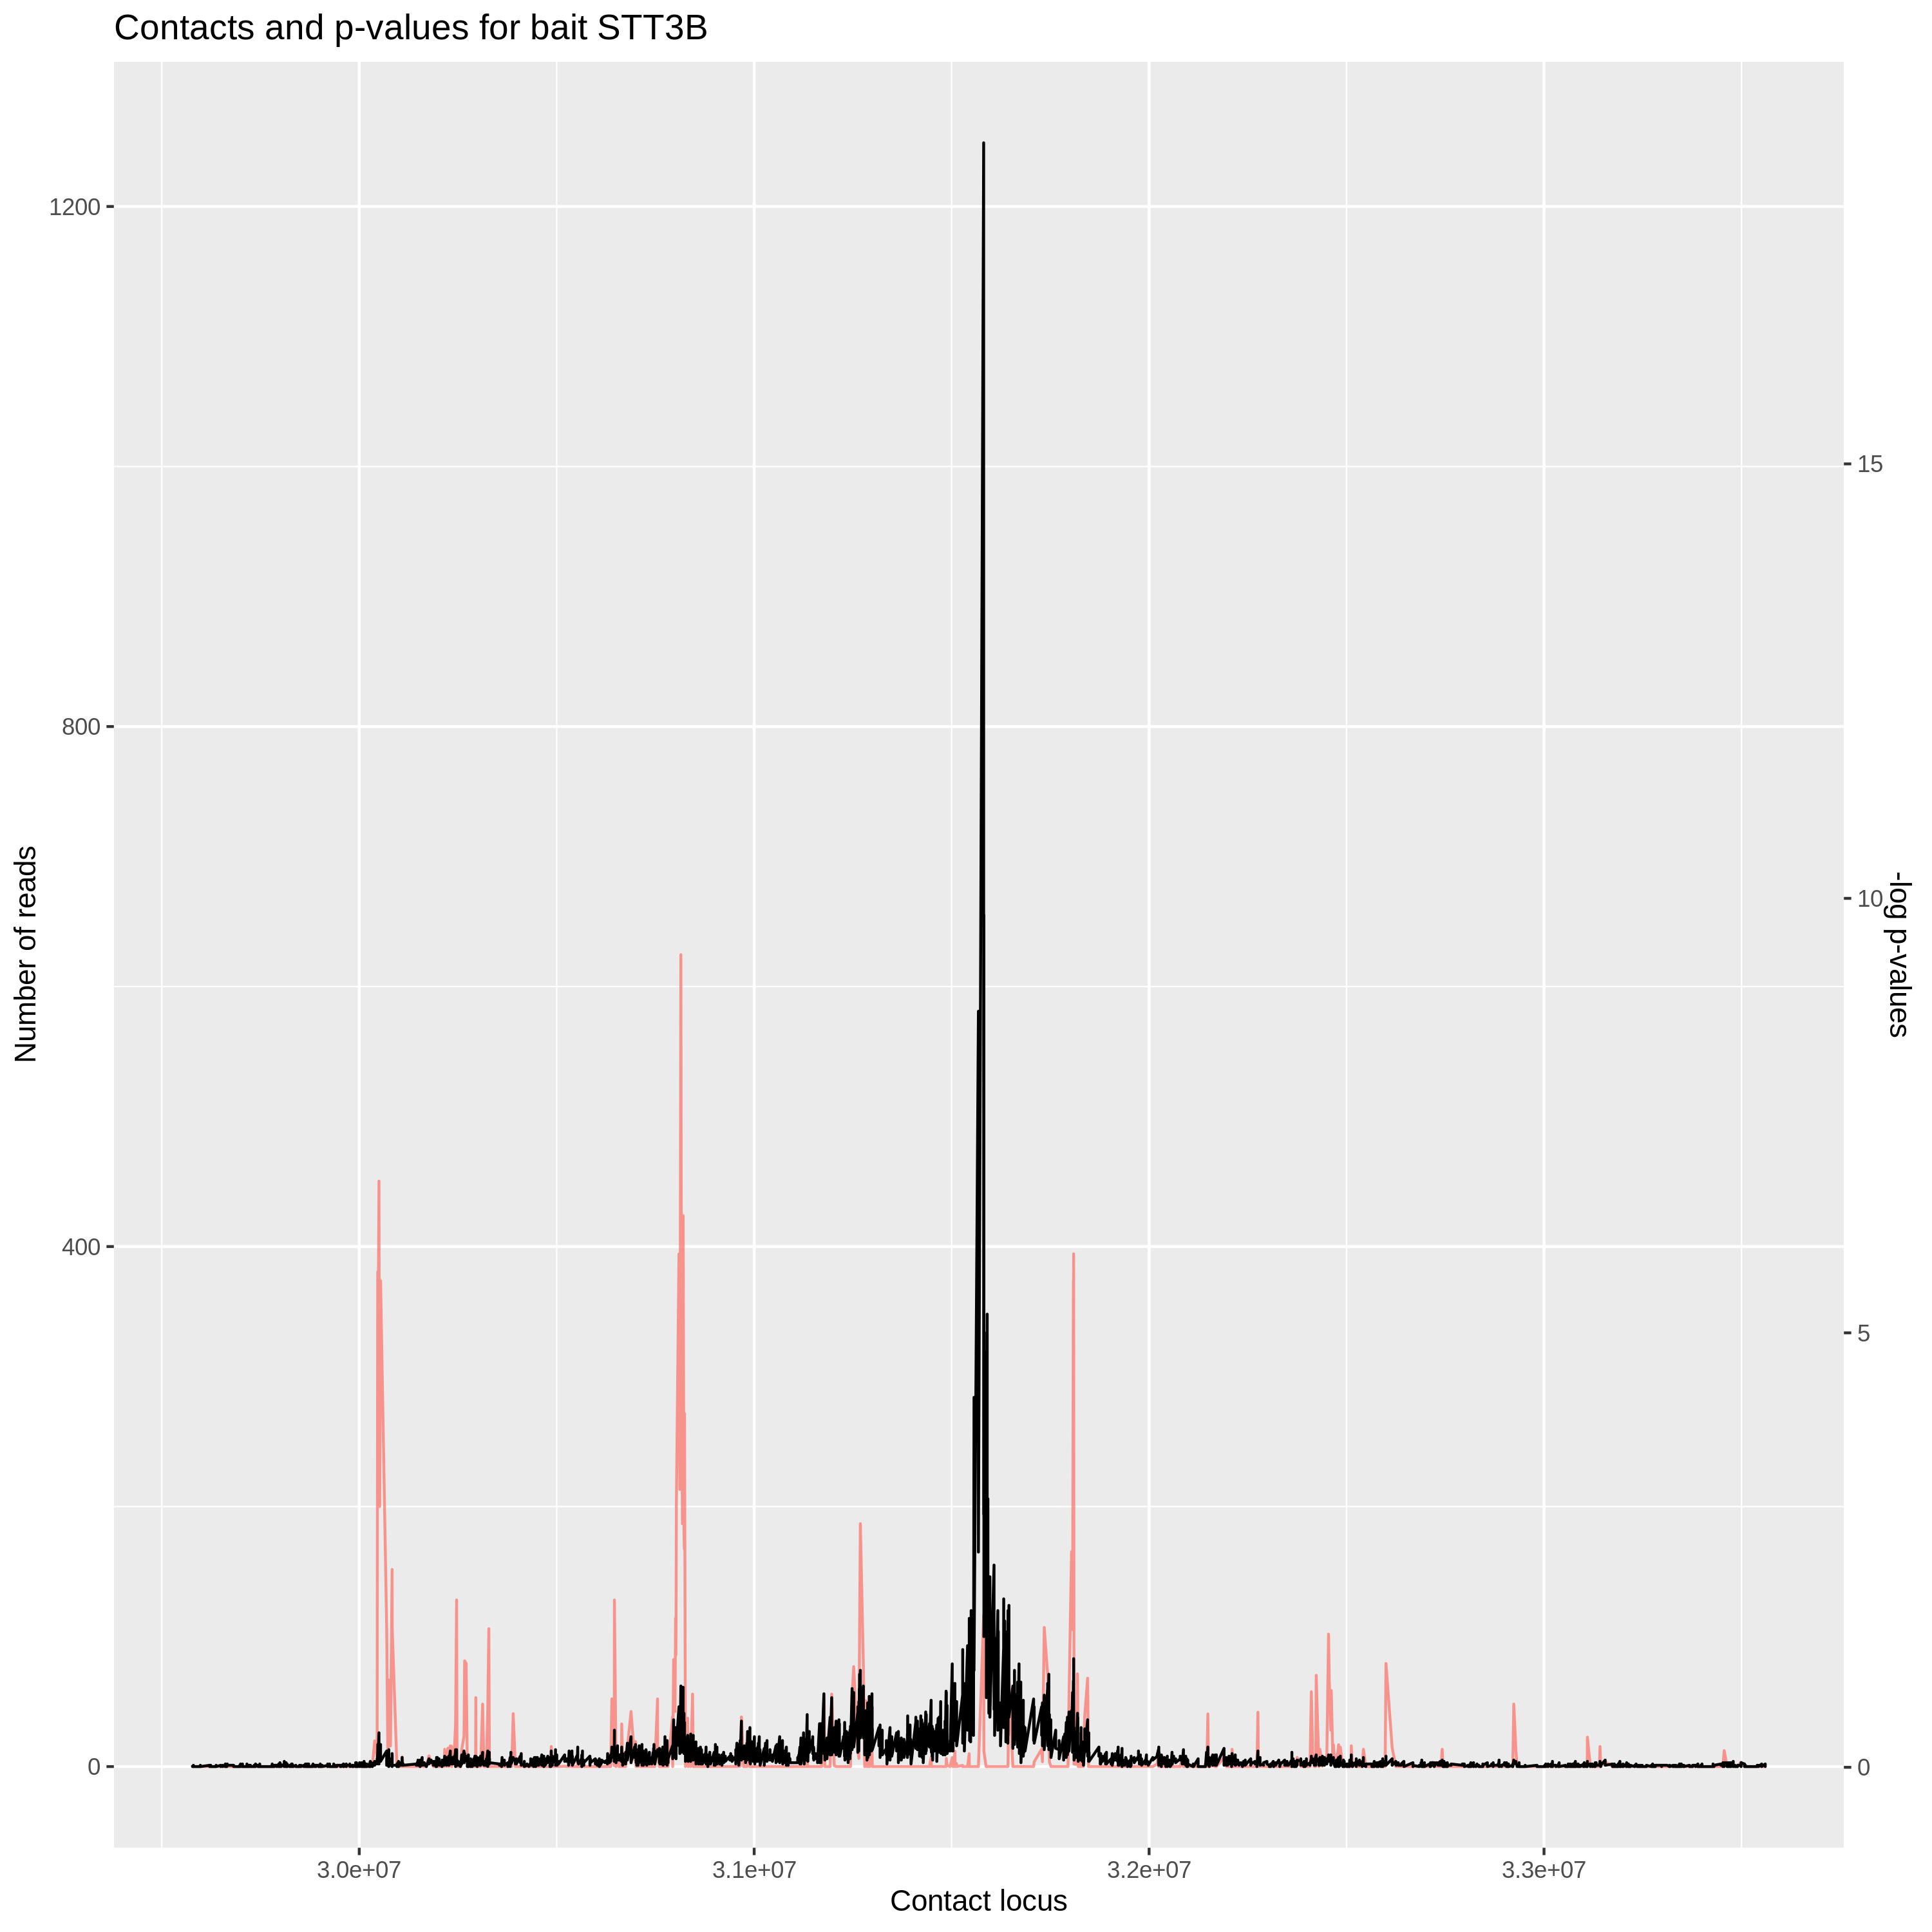 Contacts and p-values for bait STT3B
1200
800
400
0
Number of reads
15
10
5
0
-log p-values
3.0e+07
3.1e+07
3.2e+07
3.3e+07
Contact locus